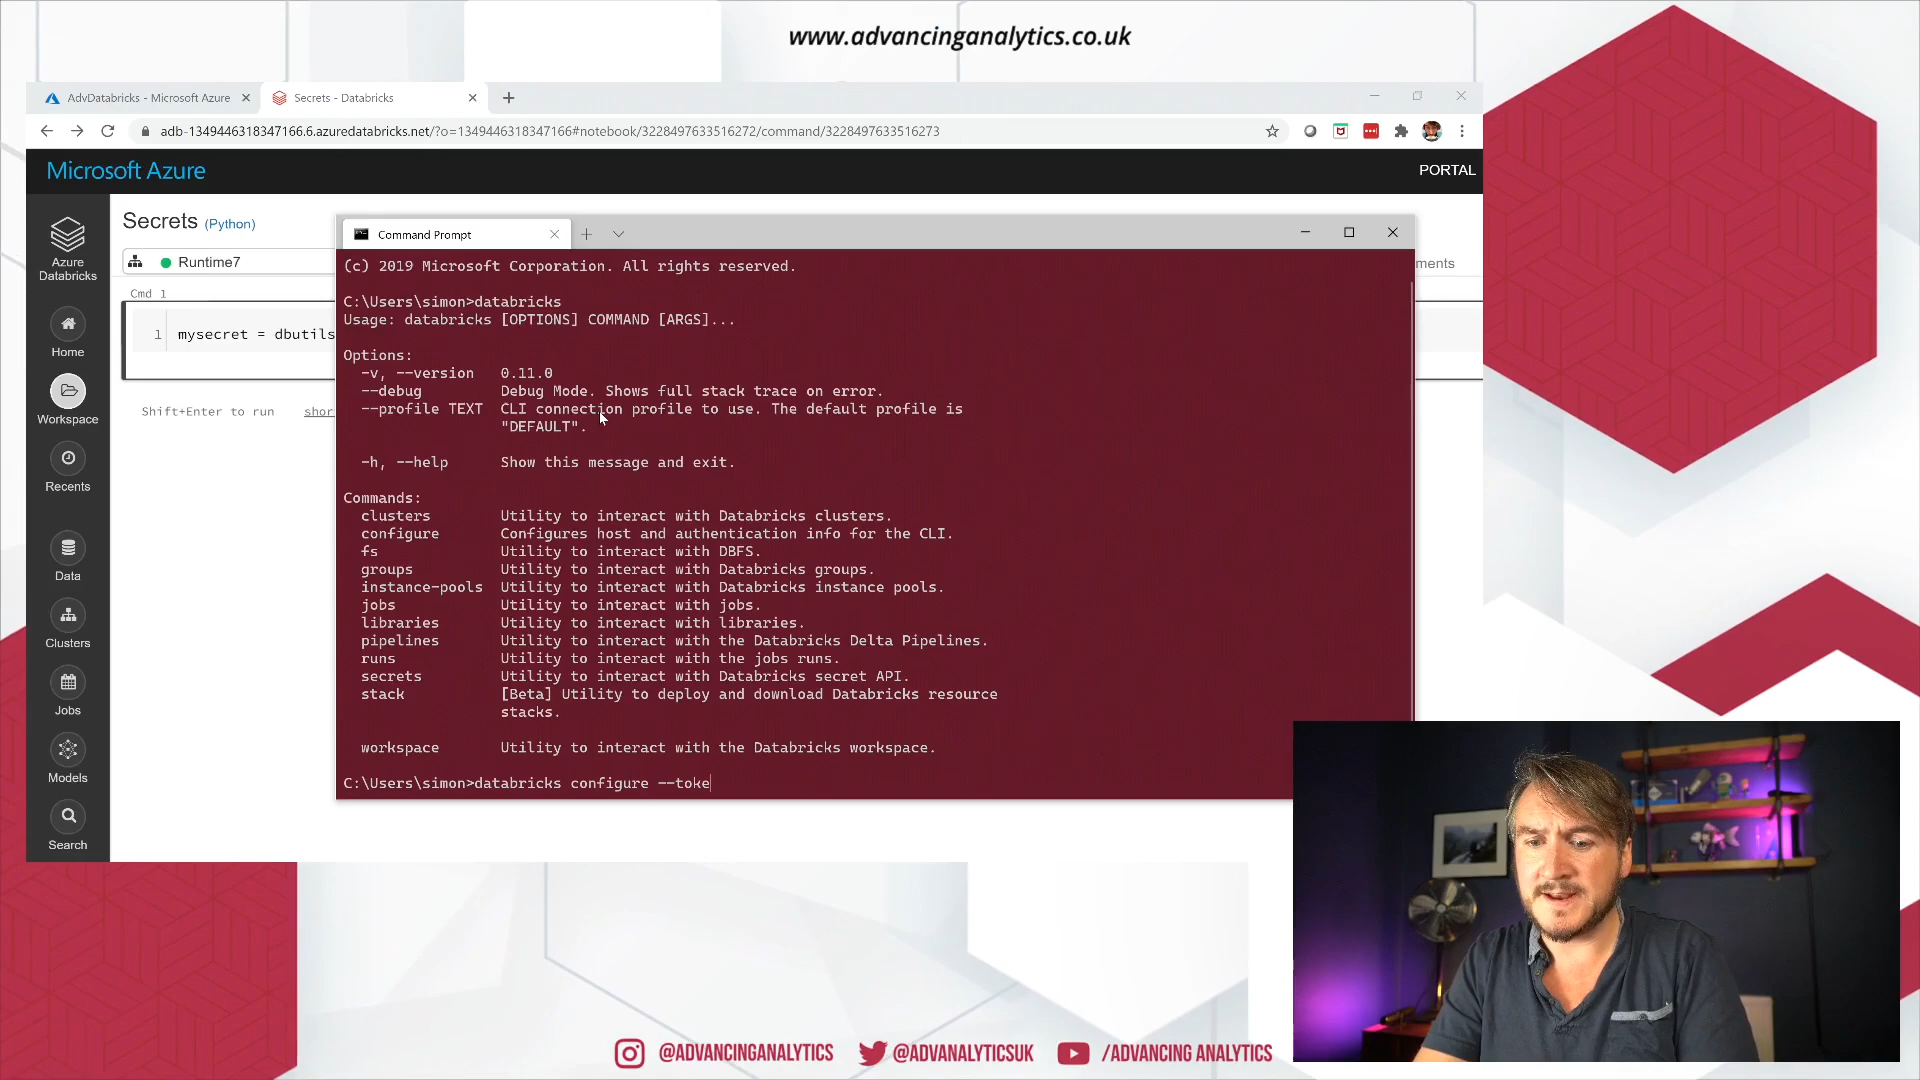 www.advancinganalytics.co.uk
AdvDatabricks - Microsoft Azure
Secrets - Databricks
adb-1349446318347166.6.azuredatabricks.net/?o=1349446318347166#notebook/3228497633516272/command/3228497633516273
Microsoft Azure
PORTAL
Azure Databricks
Home
Workspace
Recents
Data
Clusters
Jobs
Models
Search
Secrets (Python)
Runtime7
ments
Cmd 1
1 mysecret = dbutils
Shift+Enter to run shor
Command Prompt
(c) 2019 Microsoft Corporation. All rights reserved.
C:\Users\simon>databricks
Usage: databricks [OPTIONS] COMMAND [ARGS]...
Options:
-v, --version 0.11.0
--debug Debug Mode. Shows full stack trace on error.
--profile TEXT CLI connection profile to use. The default profile is
"DEFAULT".
-h, --help Show this message and exit.
Commands:
clusters Utility to interact with Databricks clusters.
configure Configures host and authentication info for the CLI.
fs Utility to interact with DBFS.
groups Utility to interact with Databricks groups.
instance-pools Utility to interact with Databricks instance pools.
jobs Utility to interact with jobs.
libraries Utility to interact with libraries.
pipelines Utility to interact with the Databricks Delta Pipelines.
runs Utility to interact with the jobs runs.
secrets Utility to interact with Databricks secret API.
stack [Beta] Utility to deploy and download Databricks resource
stacks.
workspace Utility to interact with the Databricks workspace.
C:\Users\simon>databricks configure --toke
@ADVANCINGANALYTICS @ADVANALYTICSUK /ADVANCING ANALYTICS